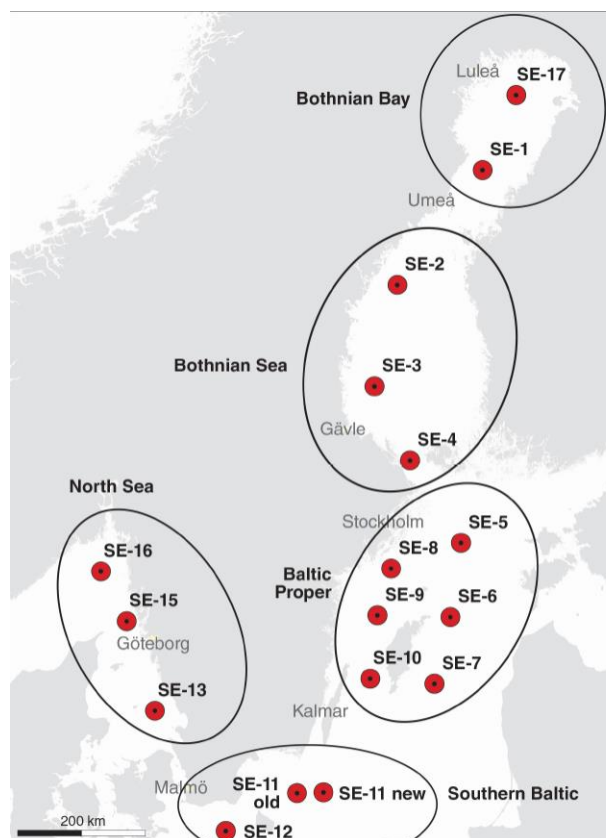 Luleå
SE-17
Bothnian Bay
SE-1
Umeå
SE-2
Bothnian Sea
SE-3
Gävle
SE-4
North Sea
Stockholm
SE-5
SE-16
SE-8
Baltic
Proper
SE-15
SE-9
SE-6
Göteborg
SE-10
SE-7
SE-13
Kalmar
Malmö
SE-11
old
SE-11 new
Southern Baltic
200 km
SE-12